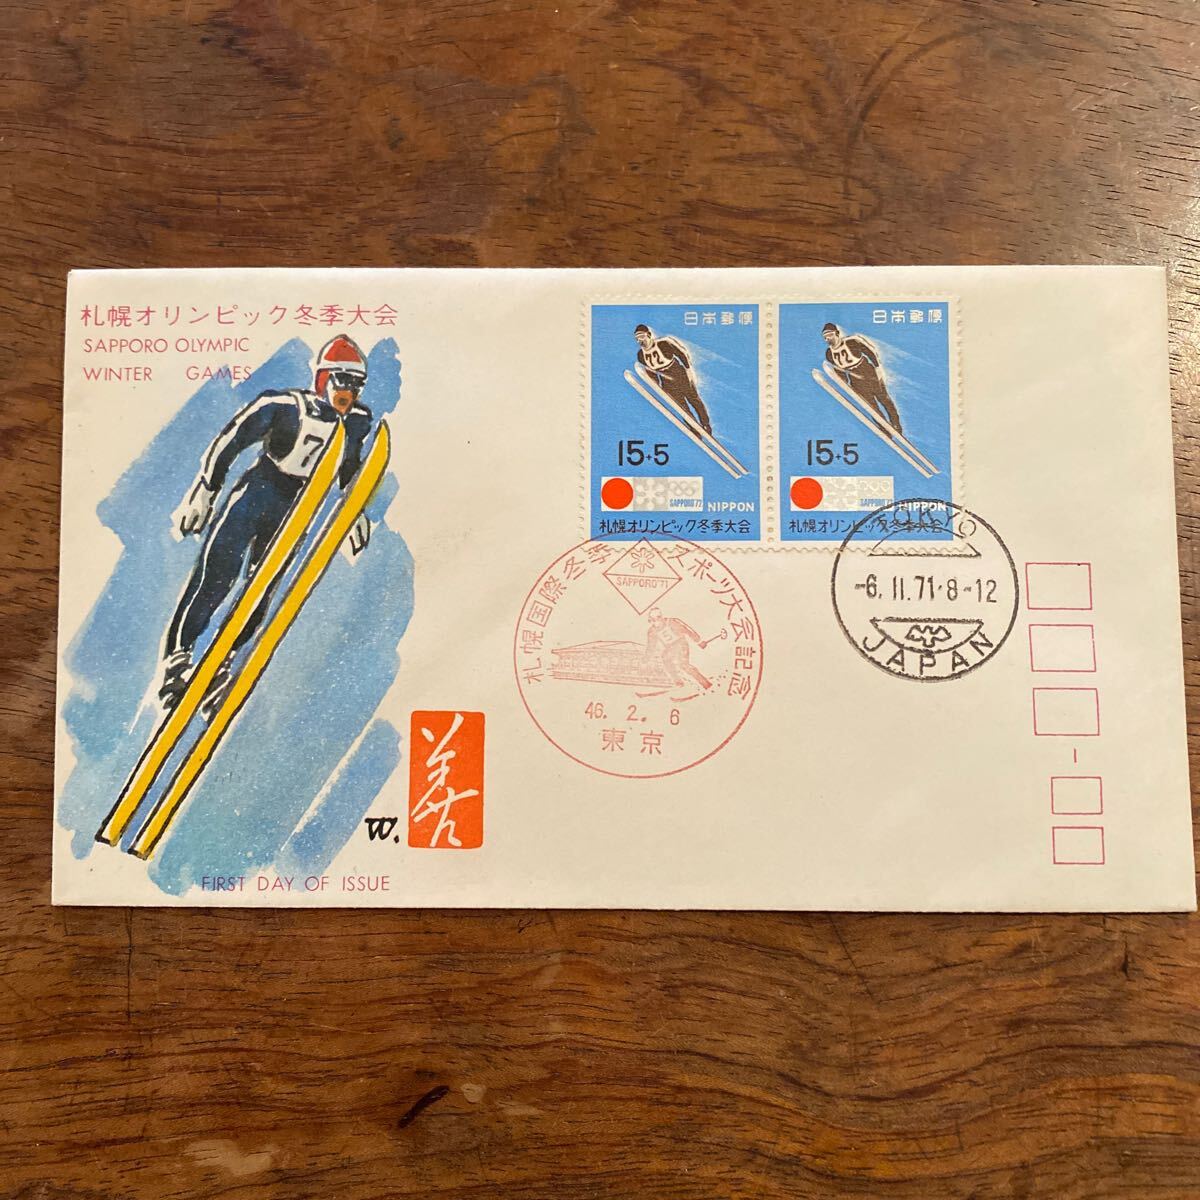 札幌オリンピック冬季大会
SAPPORO OLYMPIC
WINTER GAMES
7
W.
FIRST DAY OF ISSUE
日本郵便
72
15+5
SAPPORO'72
NIPPON
札幌オリンピック冬季大会
日本郵便
72
15+5
SAPPORO'72
NIPPON
札幌オリンピック冬季大会
札幌国際冬季スポーツ大会記念
SAPPORO'71
46. 2. 6
東京
TOKYO
-6. II. 71. 8-12
JAPAN